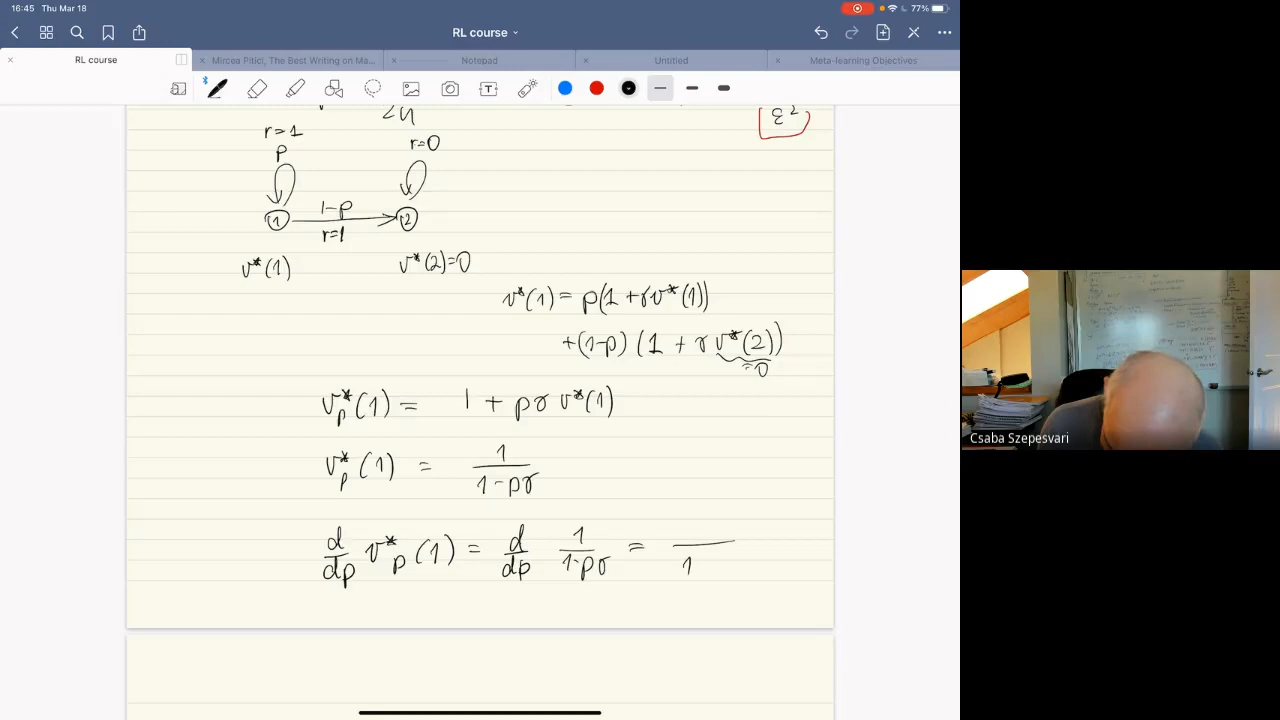 16:45 Thu Mar 18
77%
RL course
RL course
Mircea Pitici, The Best Writing on Ma...
Notepad
Untitled
Meta-learning Objectives
ε²
r=1
p
r=0
1
1-p
2
r=1
v*(1)
v*(2)=0
v*(1) = p(1 + γv*(1))
+(1-p) (1 + γ v*(2))
=0
v*_p(1) = 1 + pγ v*(1)
v*_p(1) = 1/(1-pγ)
d/dp v*_p(1) = d/dp 1/(1-pγ) = /1
Csaba Szepesvari